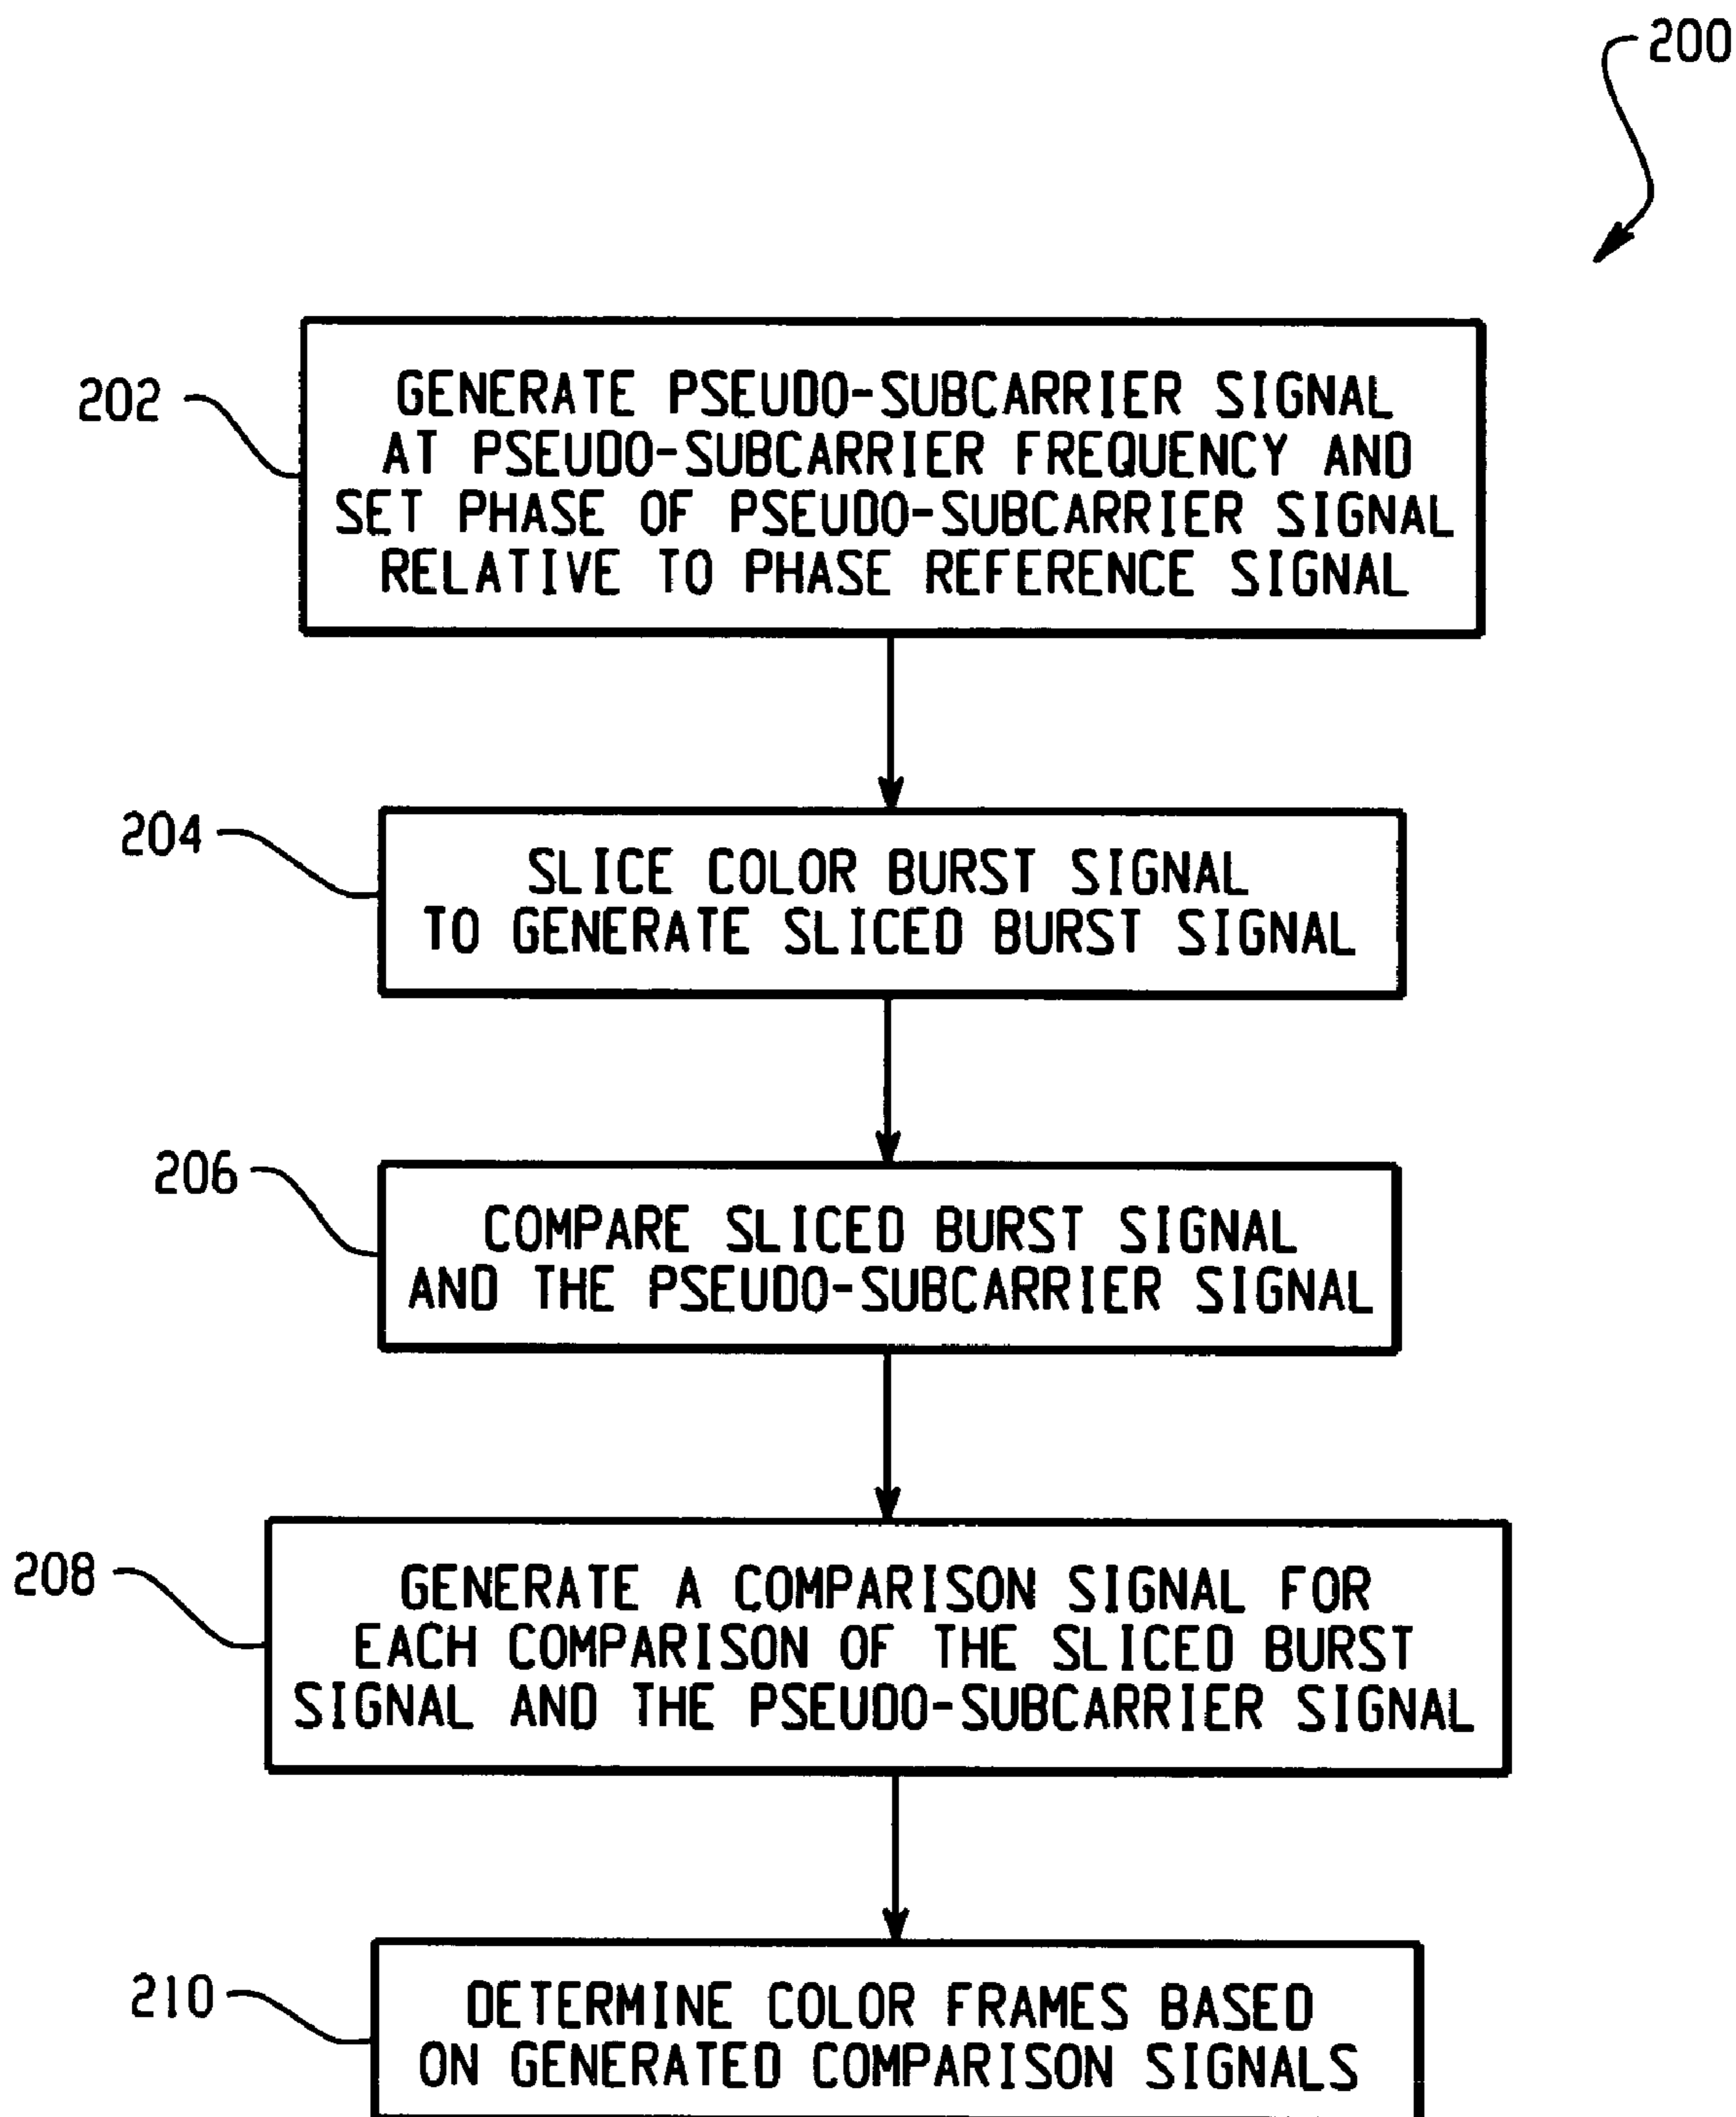 200
202
GENERATE PSEUDO-SUBCARRIER SIGNAL
AT PSEUDO-SUBCARRIER FREQUENCY AND
SET PHASE OF PSEUDO-SUBCARRIER SIGNAL
RELATIVE TO PHASE REFERENCE SIGNAL
204
SLICE COLOR BURST SIGNAL
TO GENERATE SLICED BURST SIGNAL
206
COMPARE SLICED BURST SIGNAL
AND THE PSEUDO-SUBCARRIER SIGNAL
208
GENERATE A COMPARISON SIGNAL FOR
EACH COMPARISON OF THE SLICED BURST
SIGNAL AND THE PSEUDO-SUBCARRIER SIGNAL
210
DETERMINE COLOR FRAMES BASED
ON GENERATED COMPARISON SIGNALS